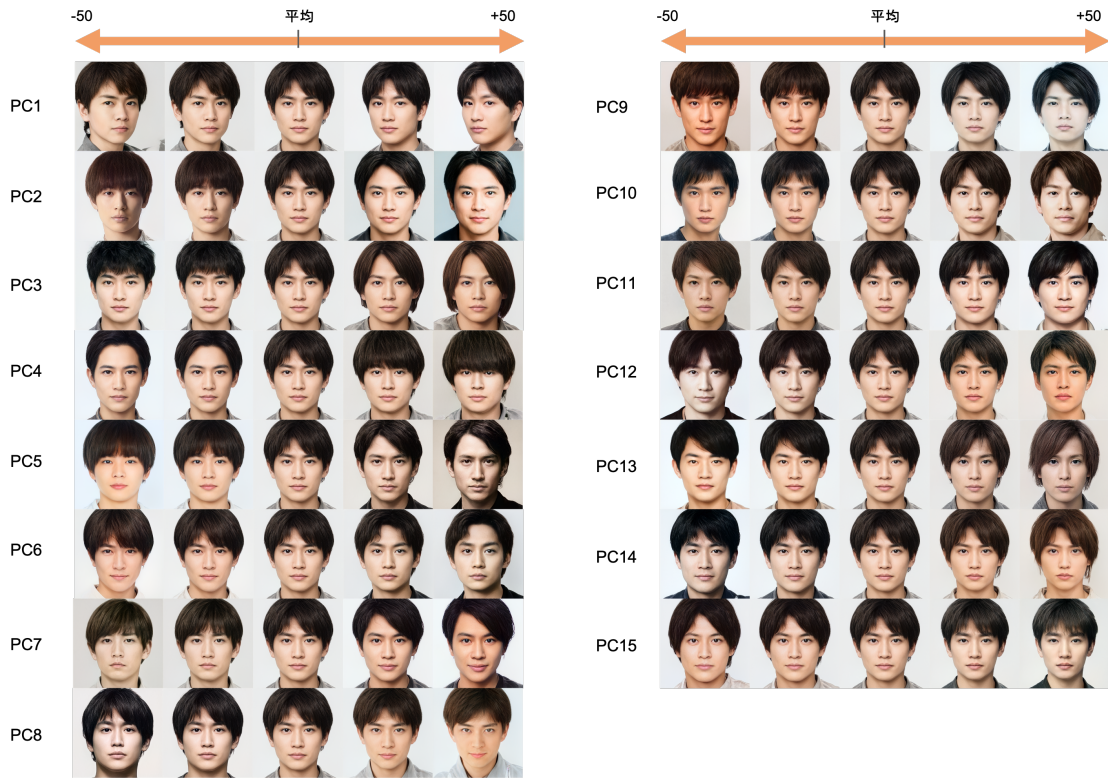 -50 平均 +50
PC1
PC2
PC3
PC4
PC5
PC6
PC7
PC8
-50 平均 +50
PC9
PC10
PC11
PC12
PC13
PC14
PC15